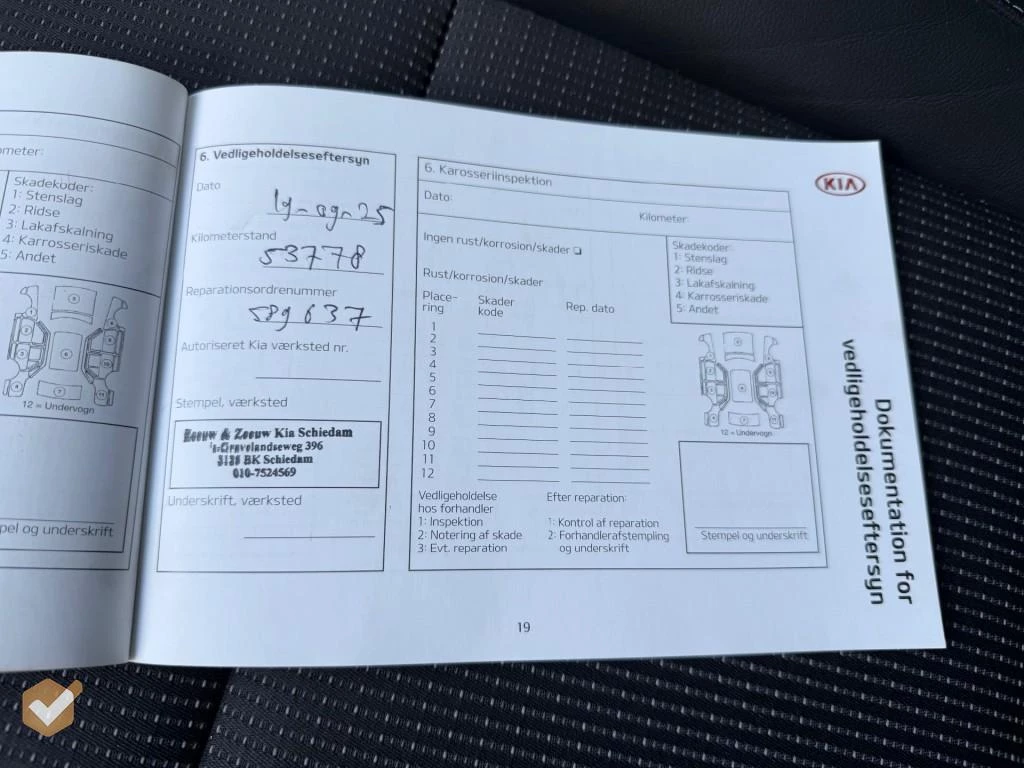 ometer:
Skadekoder:
1: Stenslag
2: Ridse
3: Lakafskalning
4: Karrosseriskade
5: Andet
12 = Undervogn
pel og underskrift
6. Vedligeholdelseseftersyn
Dato
19-09-25
Kilometerstand
53778
Reparationsordrenummer
589637
Autoriseret Kia værksted nr.
Stempel, værksted
Zeeuw & Zeeuw Kia Schiedam
's-Gravelandseweg 396
3125 BK Schiedam
010-7524569
Underskrift, værksted
6. Karosseriinspektion
Dato:
Kilometer:
Ingen rust/korrosion/skader
Rust/korrosion/skader
Place-
ring
Skader
kode
Rep. dato
1
2
3
4
5
6
7
8
9
10
11
12
Skadekoder:
1: Stenslag
2: Ridse
3: Lakafskalning
4: Karrosseriskade
5: Andet
12 = Undervogn
Vedligeholdelse
hos forhandler
1: Inspektion
2: Notering af skade
3: Evt. reparation
Efter reparation:
1: Kontrol af reparation
2: Forhandlerafstempling
og underskrift
Stempel og underskrift
19
KIA
Dokumentation for
vedligeholdelseseftersyn